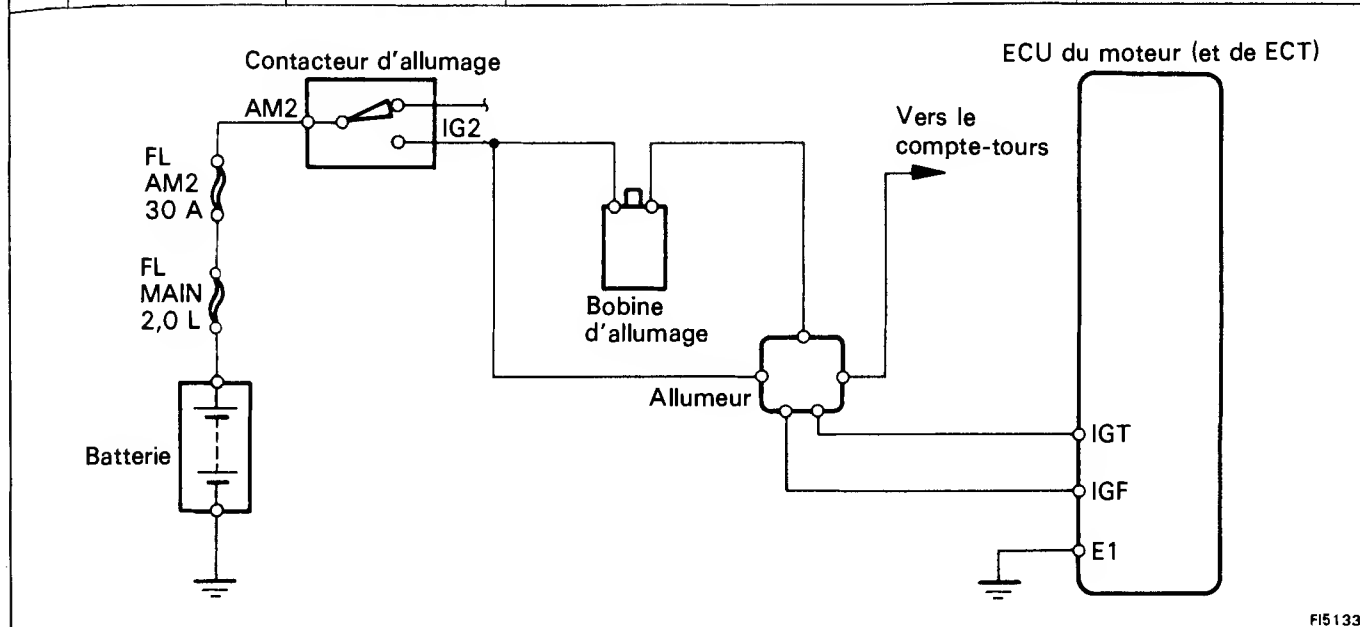 Contacteur d'allumage
ECU du moteur (et de ECT)
AM2
IG2
Vers le
compte-tours
FL
AM2
30 A
FL
MAIN
2,0 L
Bobine
d'allumage
Allumeur
Batterie
IGT
IGF
E1
FI5133